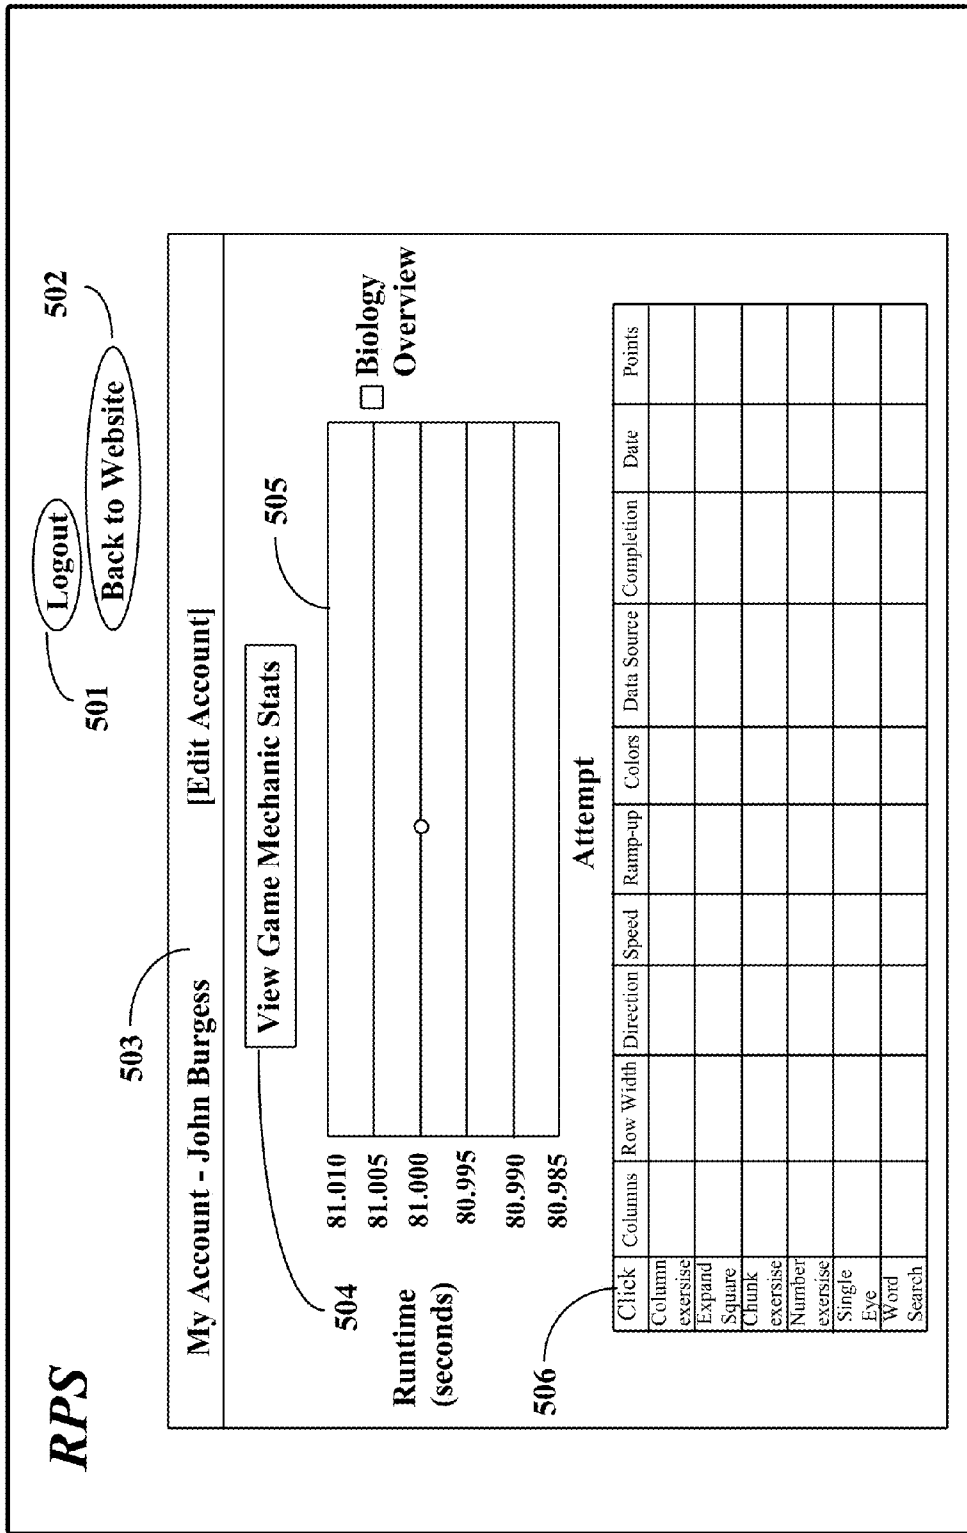 RPS
501
Logout
502
Back to Website
503
My Account - John Burgess
[Edit Account]
504
View Game Mechanic Stats
505
Runtime
(seconds)
81.010
81.005
81.000
80.995
80.990
80.985
Biology
Overview
Attempt
506
Click Columns Row Width Direction Speed Ramp-up Colors Data Source Completion Date Points
Column
exersise
Expand
Square
Chunk
exersise
Number
exersise
Single
Eye
Word
Search